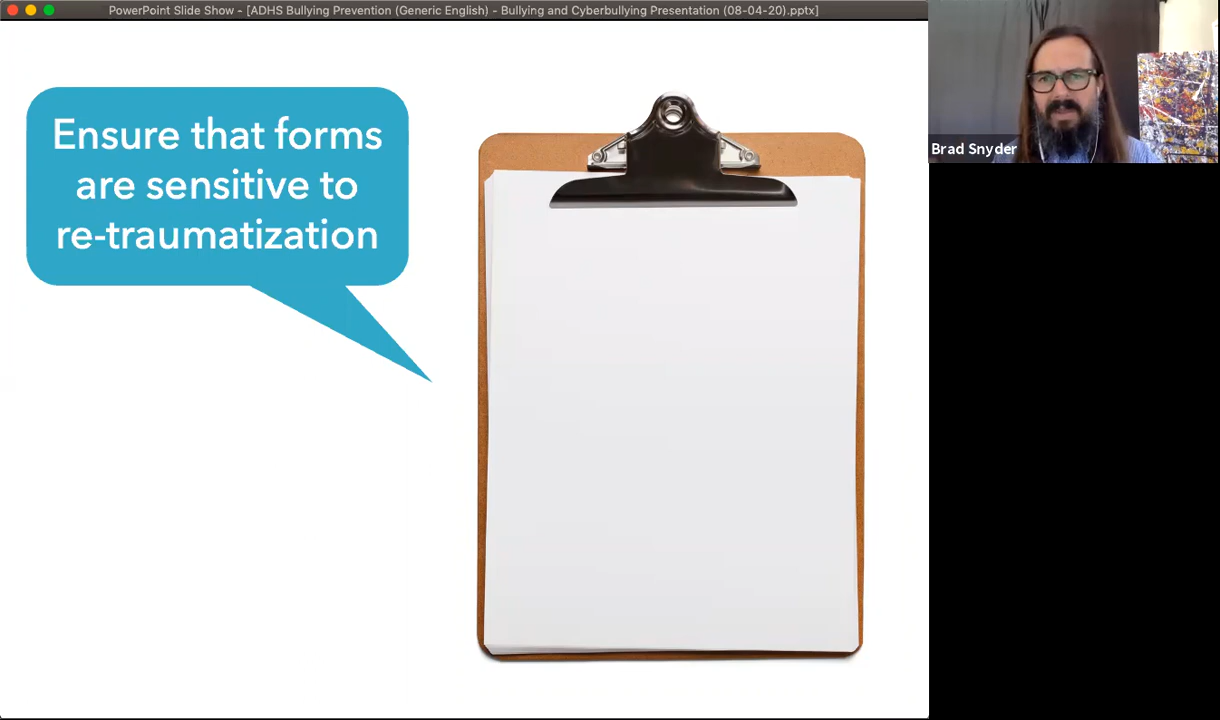 PowerPoint Slide Show - [ADHS Bullying Prevention (Generic English) - Bullying and Cyberbullying Presentation (08-04-20).pptx]
Ensure that forms
are sensitive to
re-traumatization
Brad Snyder